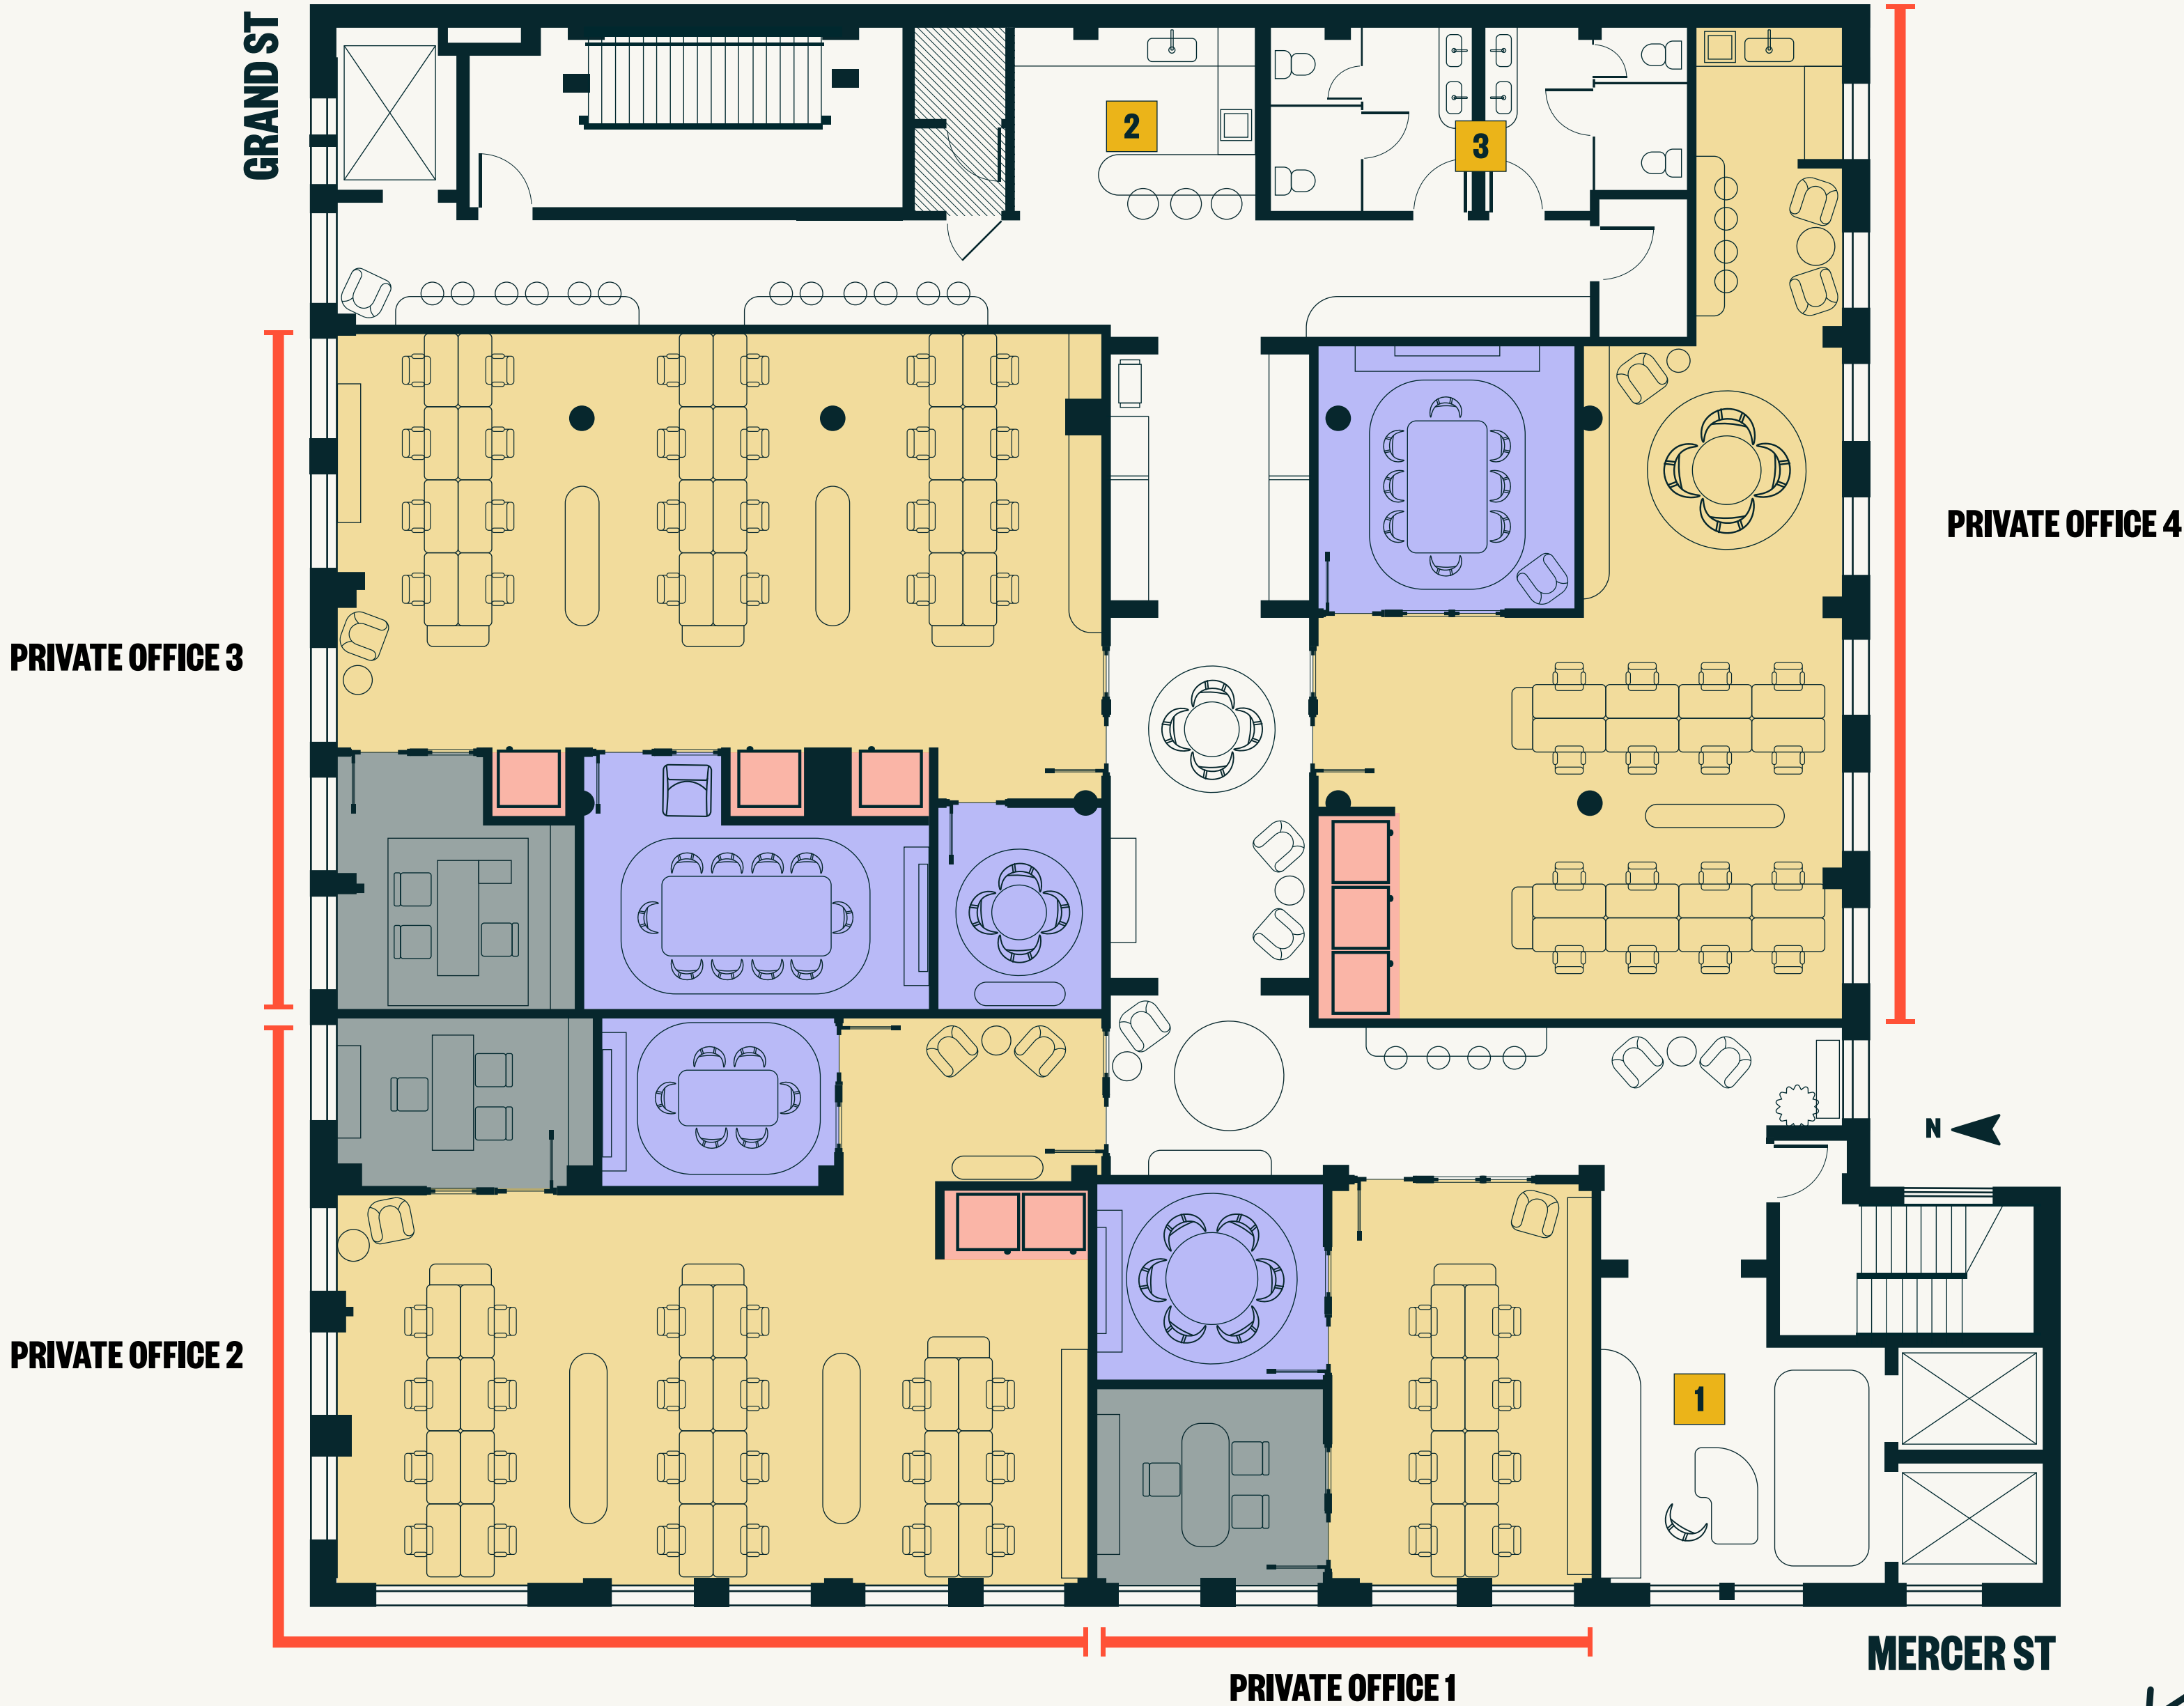 GRAND ST
2
3
PRIVATE OFFICE 4
PRIVATE OFFICE 3
N
PRIVATE OFFICE 2
1
MERCER ST
PRIVATE OFFICE 1